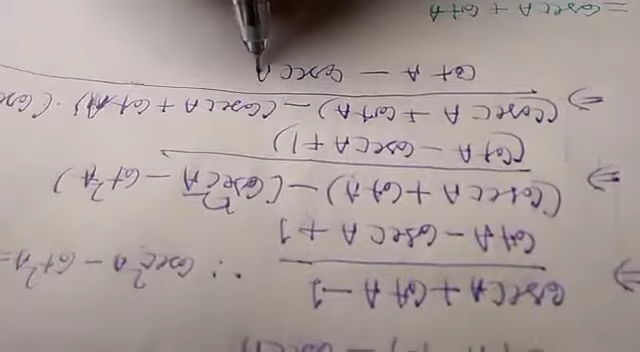 ⇒ cosecA + cotA - 1 / cotA - cosecA + 1 ∵ cosec²A - cot²A =
⇒ (cosecA + cotA) - (cosec²A - cot²A)
(cotA - cosecA + 1)
⇒ (cosecA + cotA) - (cosecA + cotA) · (cose
cotA - cosecA
= cosecA + cotA